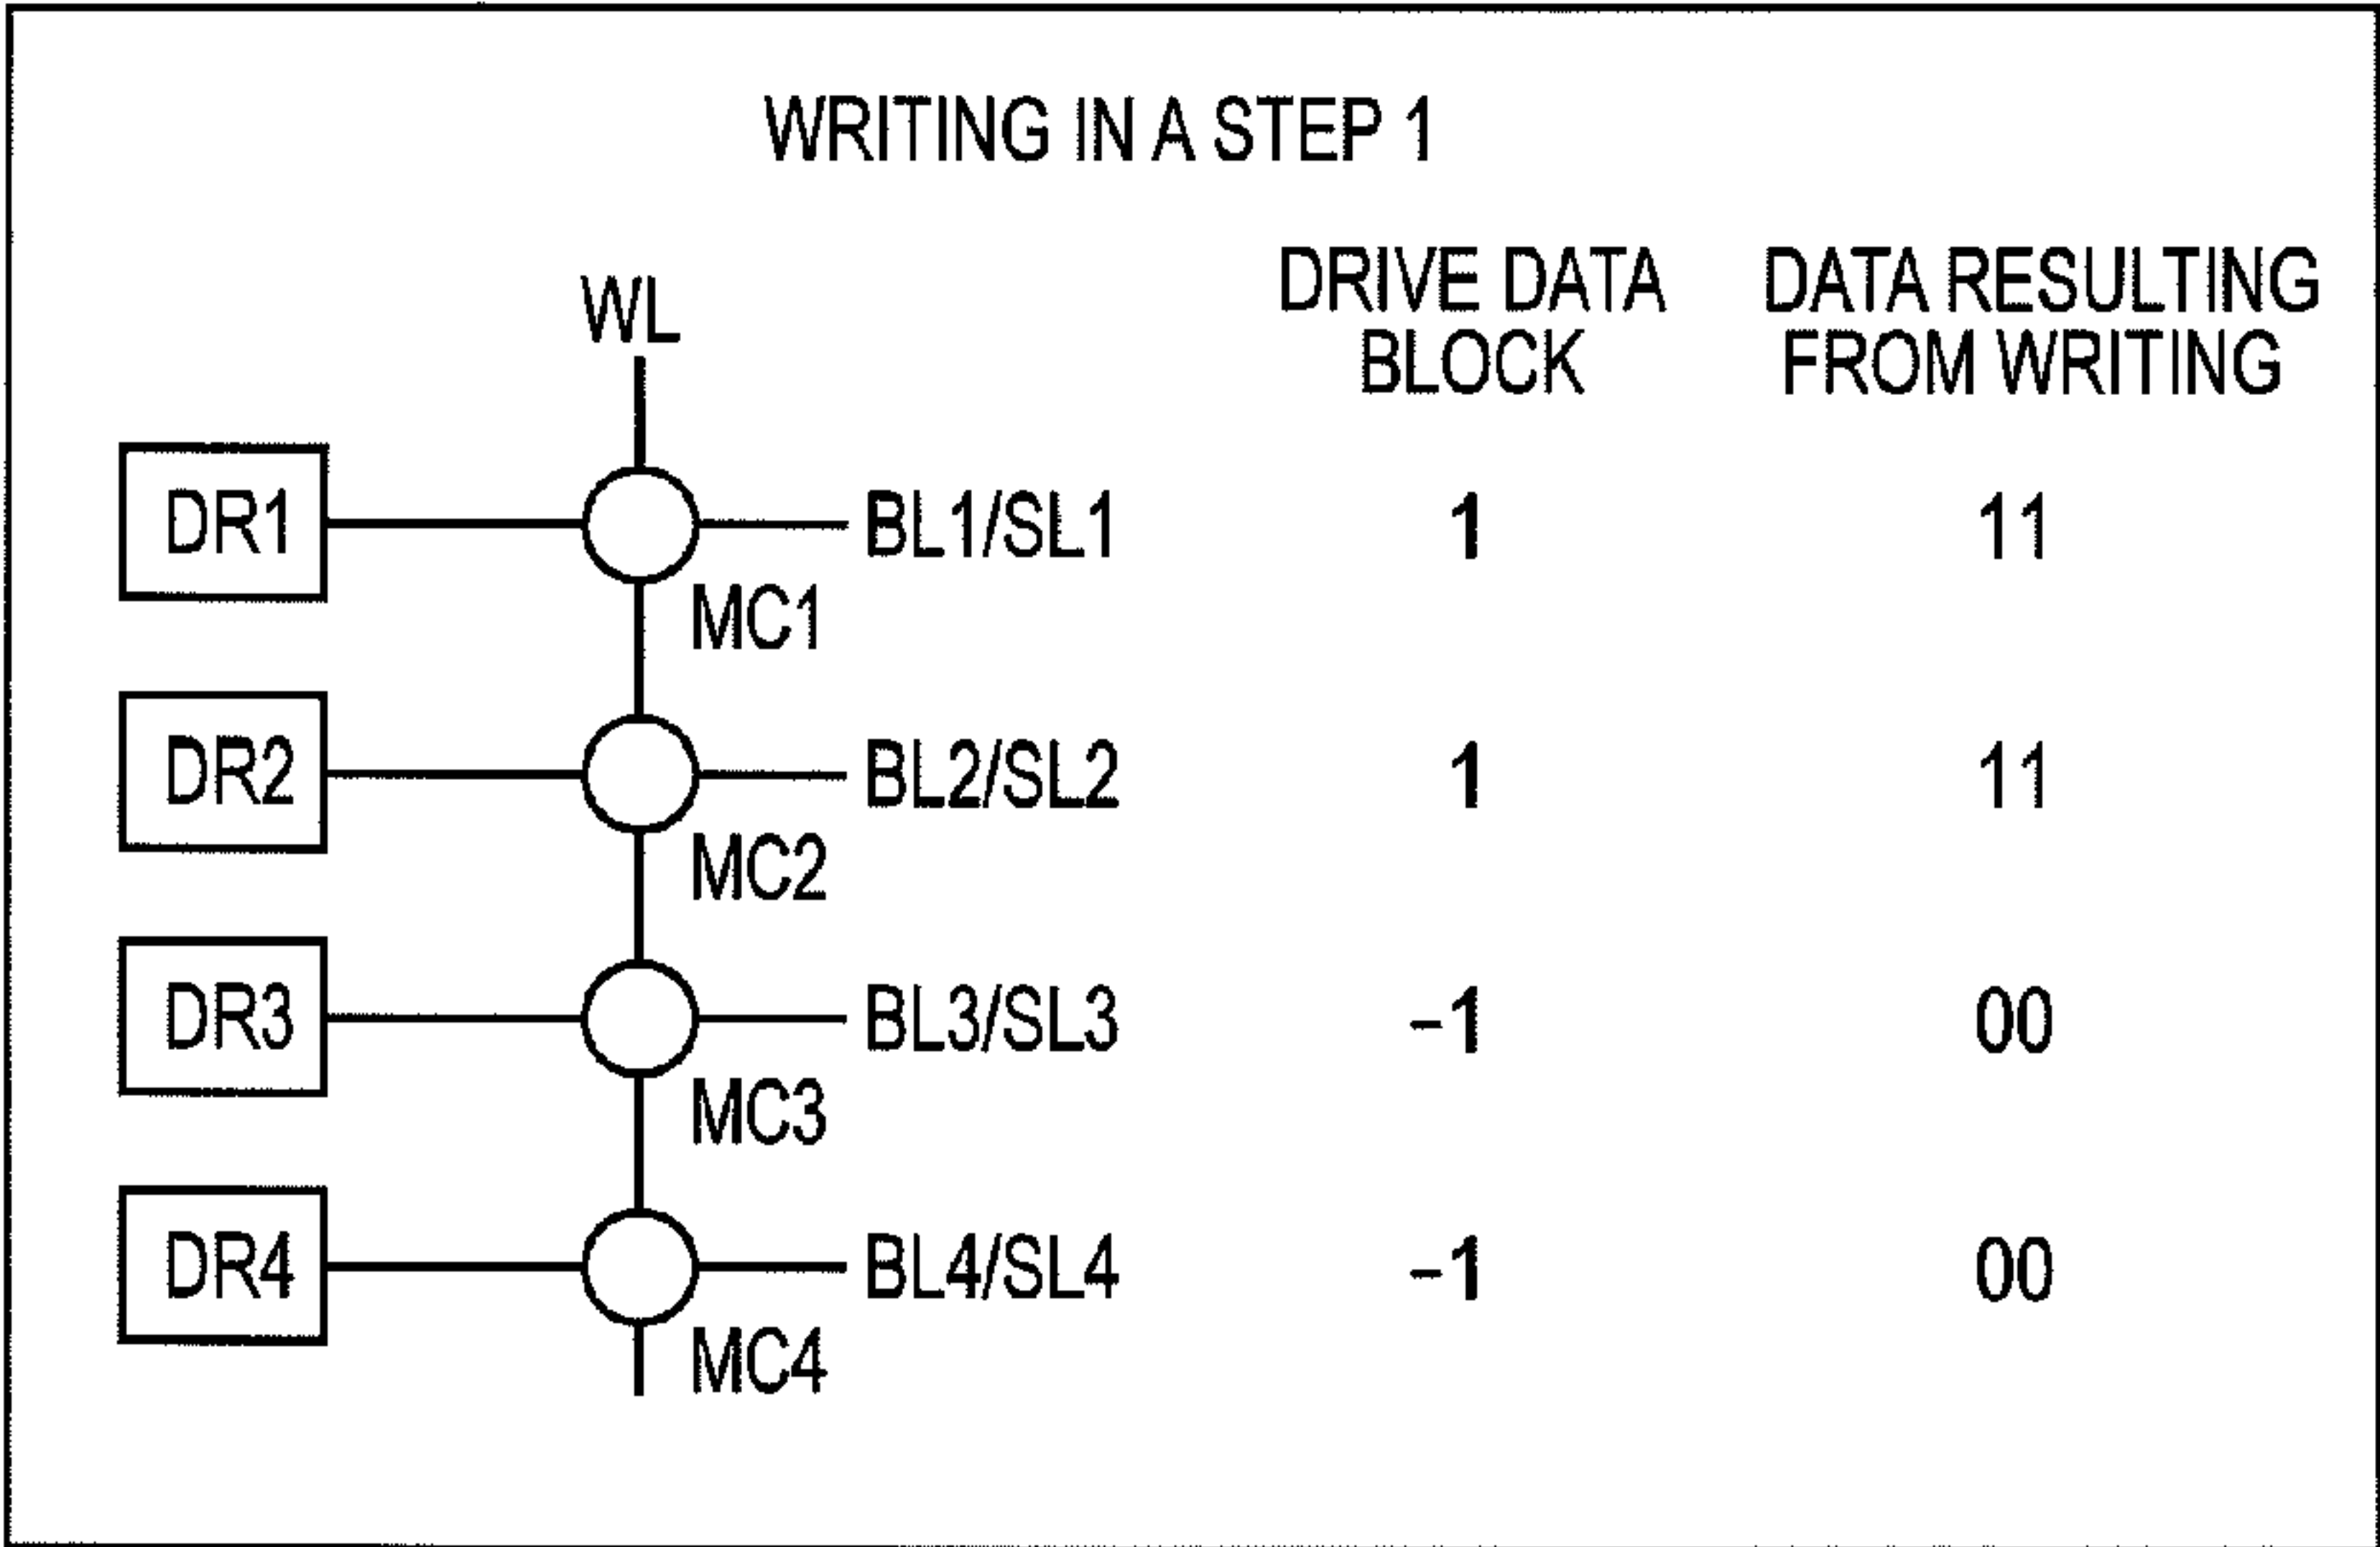 WRITING IN A STEP 1
DRIVE DATA BLOCK
DATA RESULTING FROM WRITING
WL
DR1 BL1/SL1 1 11
MC1
DR2 BL2/SL2 1 11
MC2
DR3 BL3/SL3 -1 00
MC3
DR4 BL4/SL4 -1 00
MC4